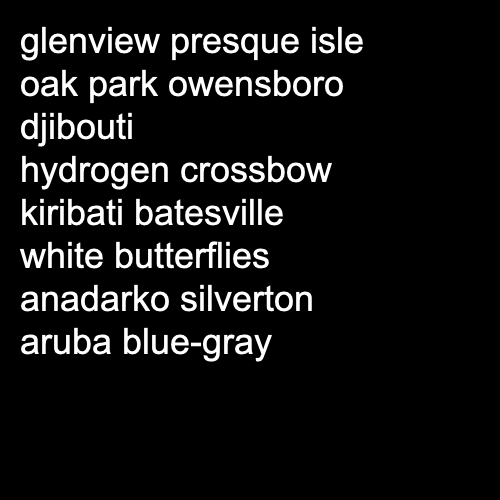 glenview presque isle
oak park owensboro
djibouti
hydrogen crossbow
kiribati batesville
white butterflies
anadarko silverton
aruba blue-gray